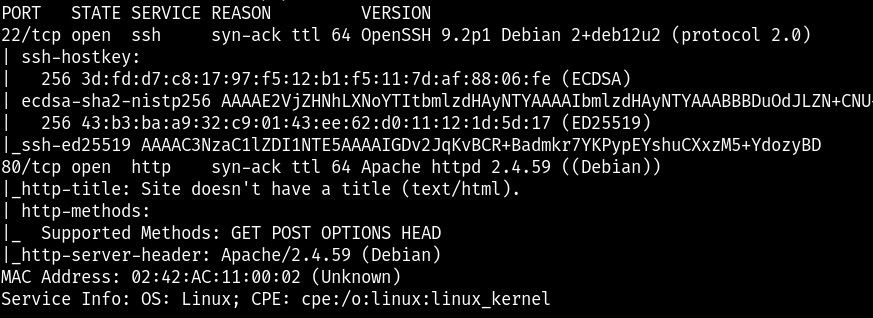 PORT   STATE SERVICE REASON         VERSION
22/tcp open  ssh     syn-ack ttl 64 OpenSSH 9.2p1 Debian 2+deb12u2 (protocol 2.0)
| ssh-hostkey:
|   256 3d:fd:d7:c8:17:97:f5:12:b1:f5:11:7d:af:88:06:fe (ECDSA)
| ecdsa-sha2-nistp256 AAAAE2VjZHNhLXNoYTItbmlzdHAyNTYAAAAIbmlzdHAyNTYAAABBBDuOdJLZN+CNU
|   256 43:b3:ba:a9:32:c9:01:43:ee:62:d0:11:12:1d:5d:17 (ED25519)
|_ssh-ed25519 AAAAC3NzaC1lZDI1NTE5AAAAIGDv2JqKvBCR+Badmkr7YKPypEYshuCXxzM5+YdozyBD
80/tcp open  http    syn-ack ttl 64 Apache httpd 2.4.59 ((Debian))
|_http-title: Site doesn't have a title (text/html).
| http-methods:
|_  Supported Methods: GET POST OPTIONS HEAD
|_http-server-header: Apache/2.4.59 (Debian)
MAC Address: 02:42:AC:11:00:02 (Unknown)
Service Info: OS: Linux; CPE: cpe:/o:linux:linux_kernel